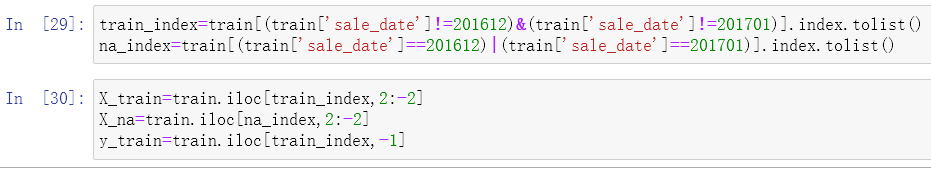 In [29]: train_index=train[(train['sale_date']!=201612)&(train['sale_date']!=201701)].index.tolist()
na_index=train[(train['sale_date']==201612)|(train['sale_date']==201701)].index.tolist()
In [30]: X_train=train.iloc[train_index,2:-2]
X_na=train.iloc[na_index,2:-2]
y_train=train.iloc[train_index,-1]